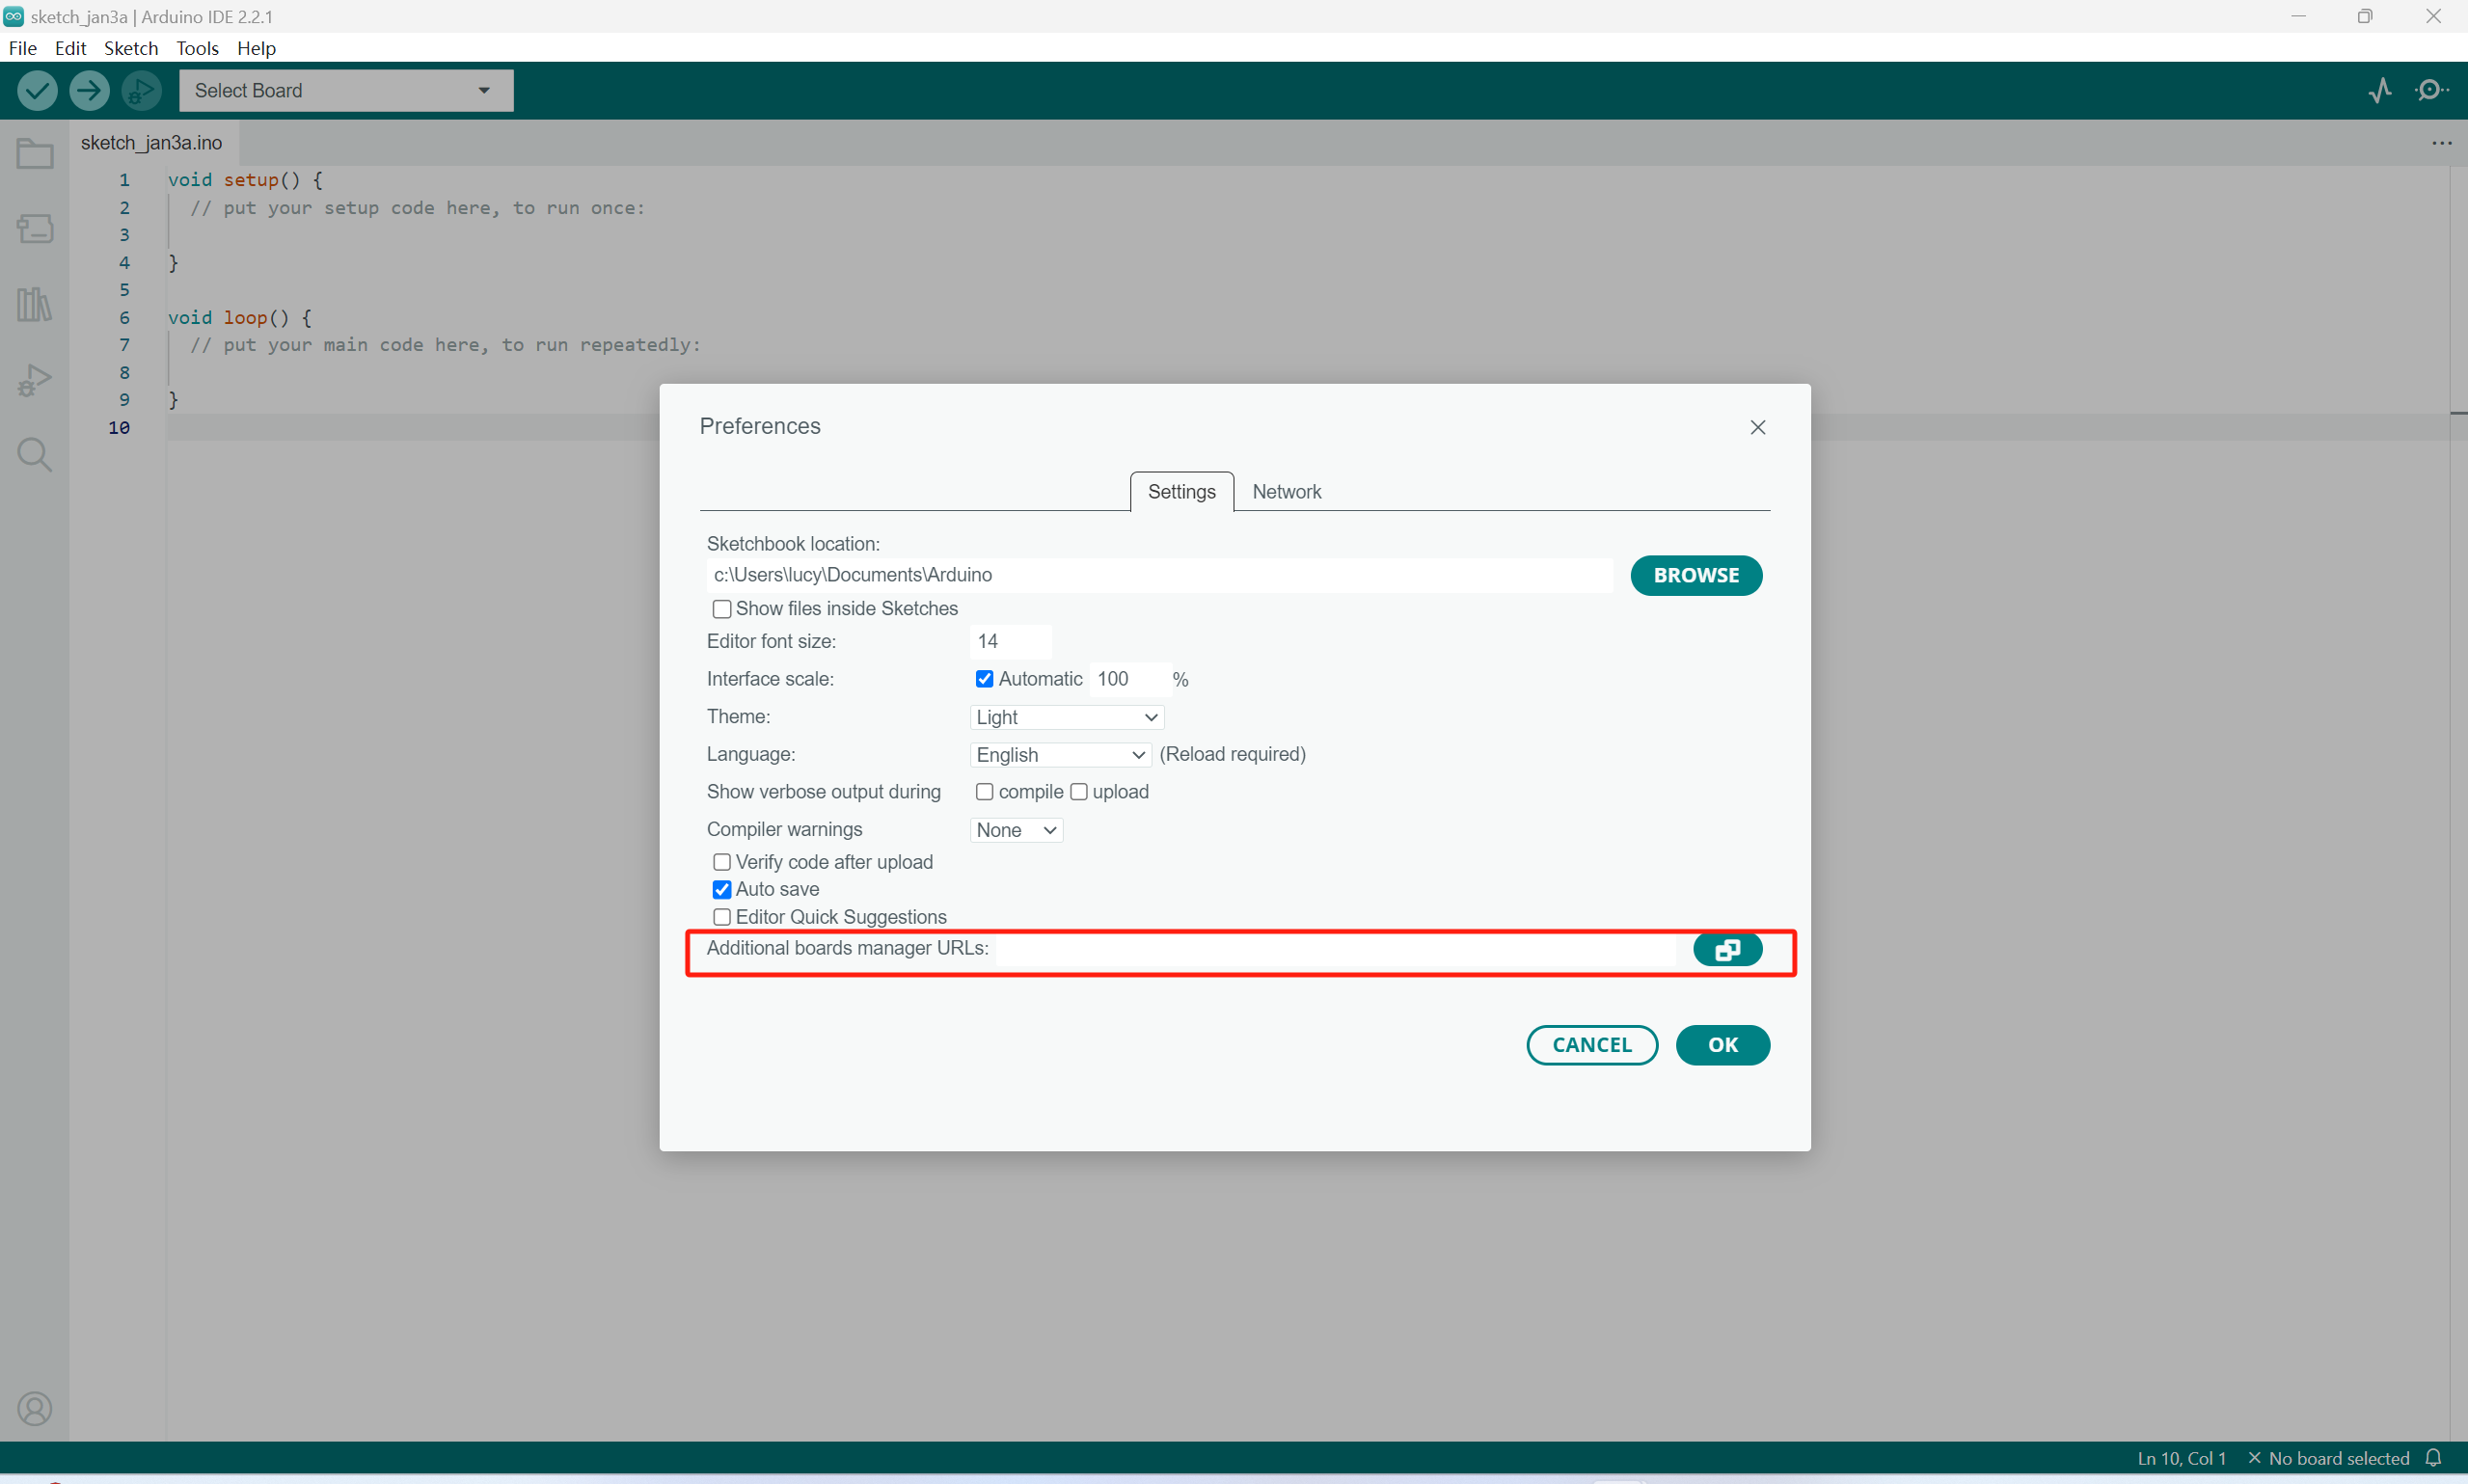 sketch_jan3a | Arduino IDE 2.2.1
File Edit Sketch Tools Help
Select Board
sketch_jan3a.ino
1 void setup() {
2 // put your setup code here, to run once:
3
4 }
5
6 void loop() {
7 // put your main code here, to run repeatedly:
8
9 }
10
Preferences
Settings Network
Sketchbook location:
c:\Users\lucy\Documents\Arduino BROWSE
Show files inside Sketches
Editor font size: 14
Interface scale: Automatic 100 %
Theme: Light
Language: English (Reload required)
Show verbose output during compile upload
Compiler warnings None
Verify code after upload
Auto save
Editor Quick Suggestions
Additional boards manager URLs:
CANCEL OK
Ln 10, Col 1 No board selected